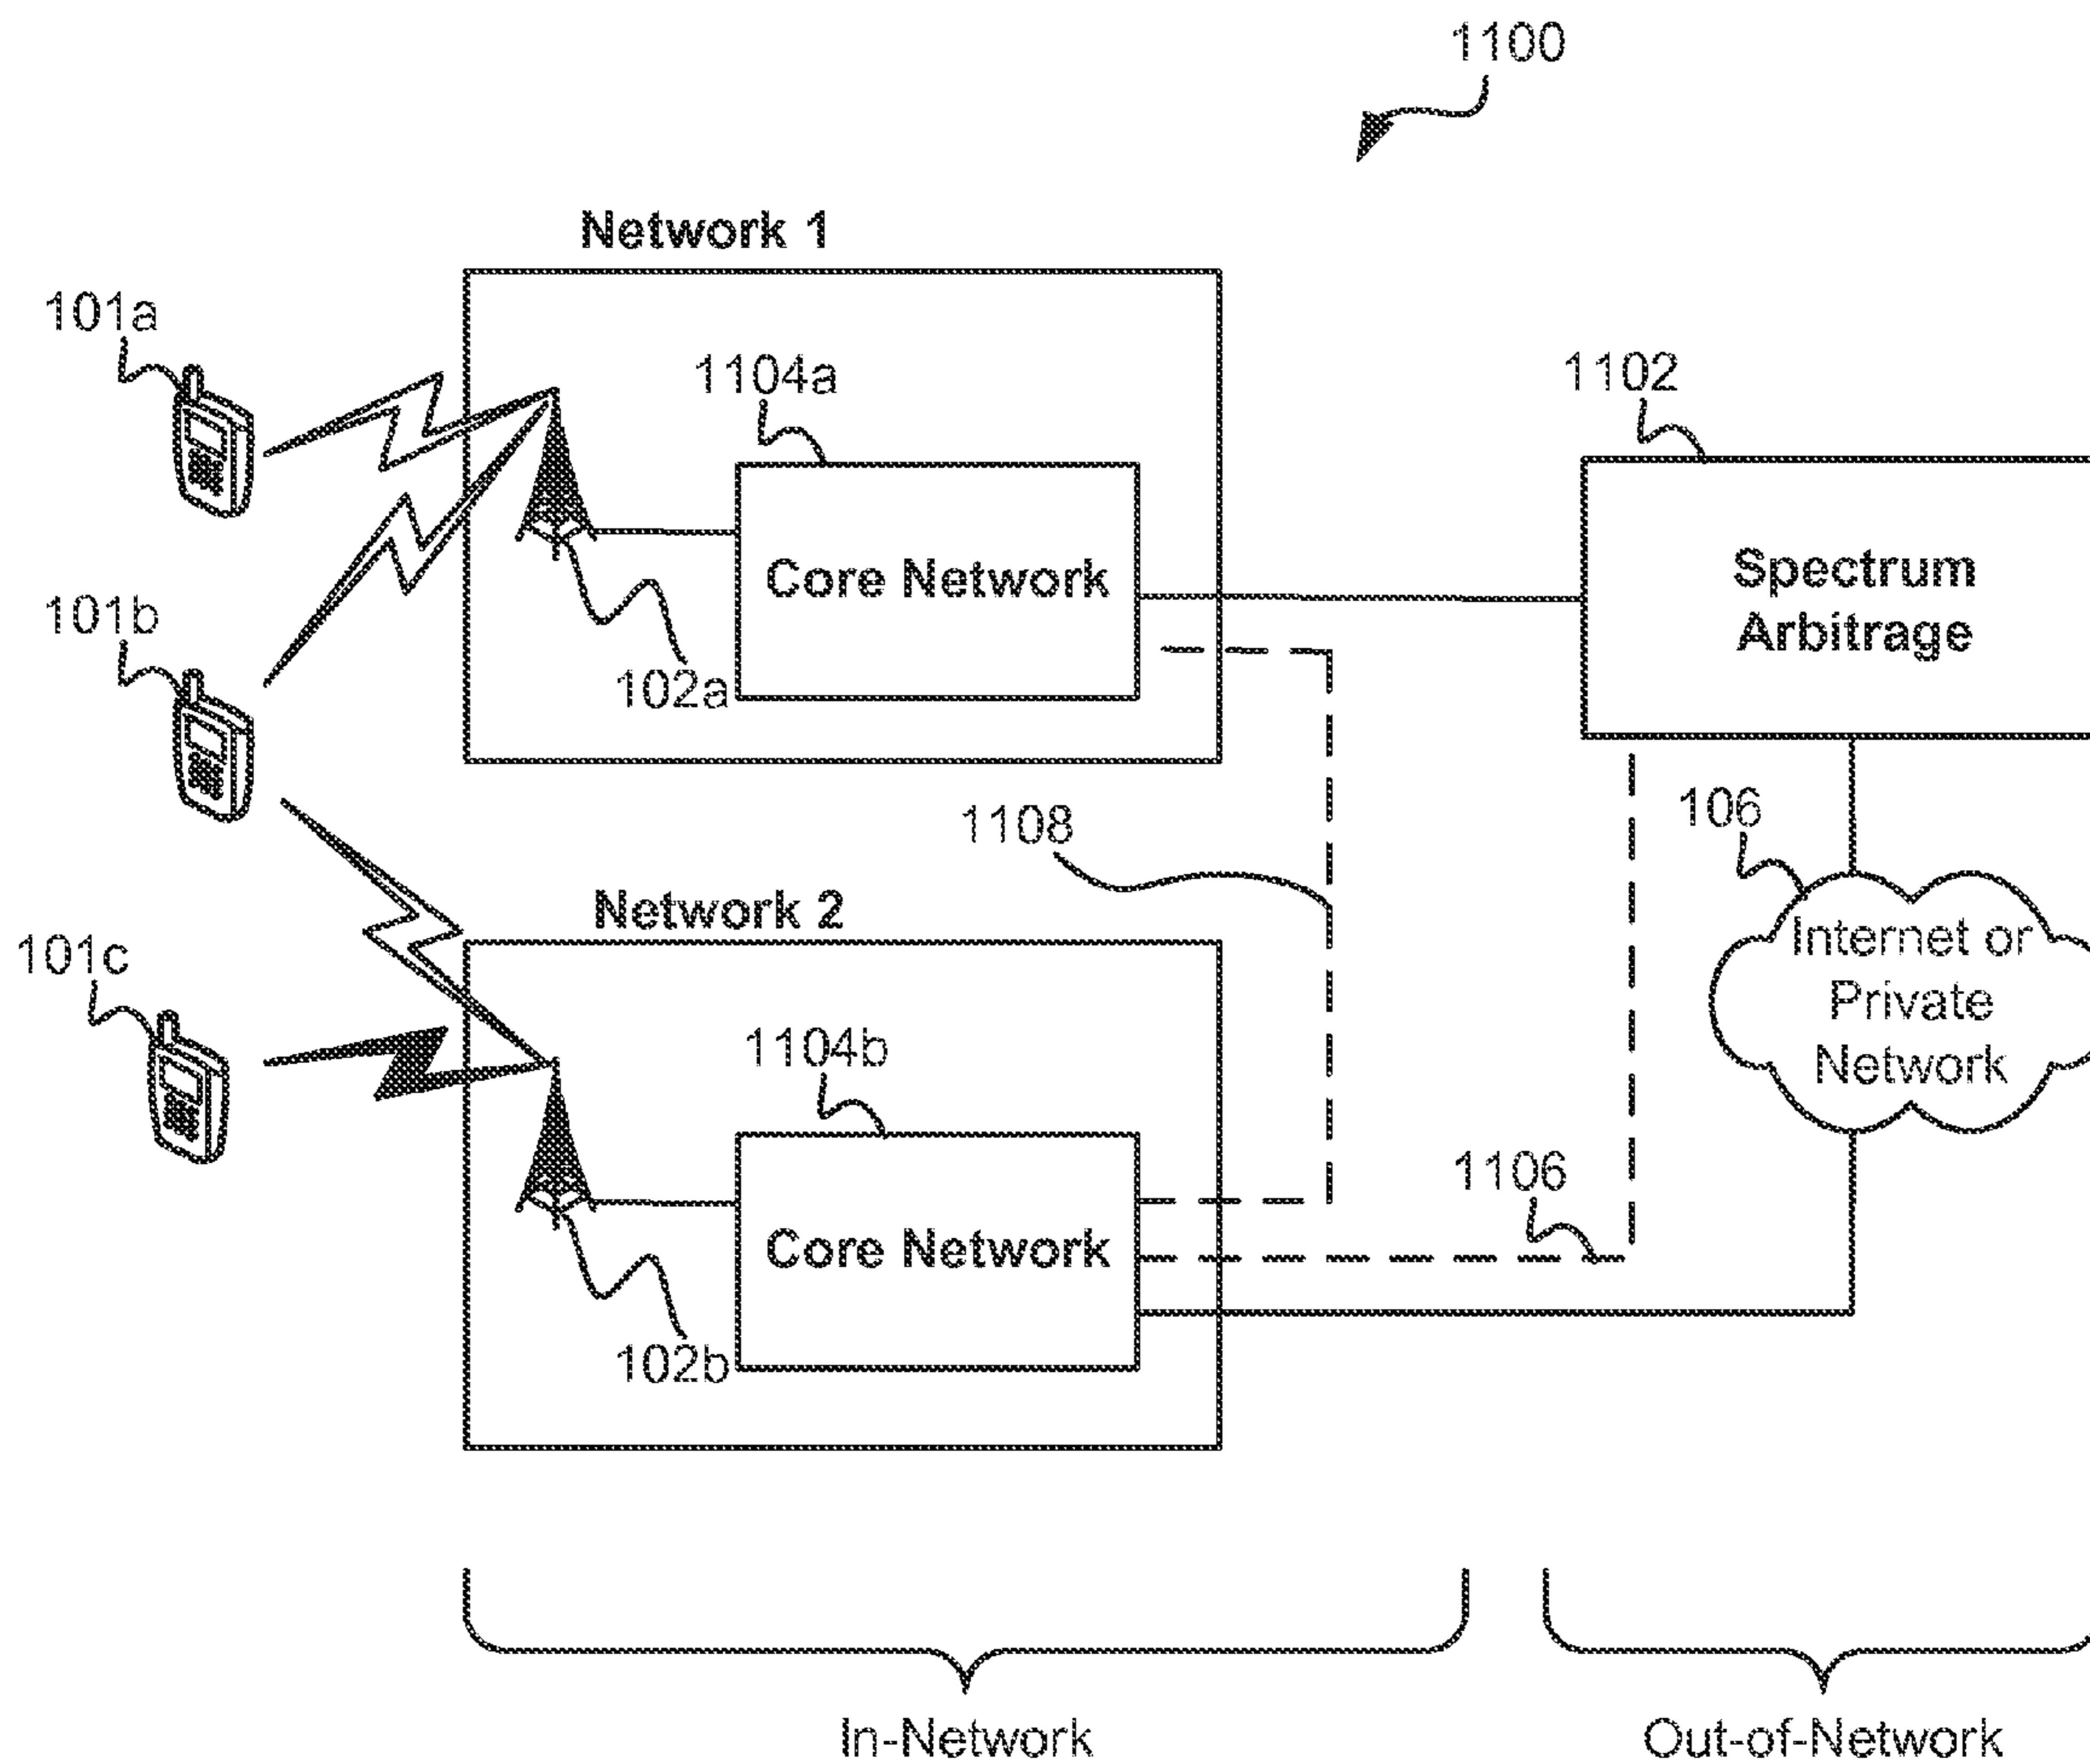 1100
Network 1
101a
1104a
1102
Core Network
Spectrum
Arbitrage
101b
102a
106
1108
Network 2
Internet or
Private
Network
101c
1104b
1106
Core Network
102b
In-Network
Out-of-Network